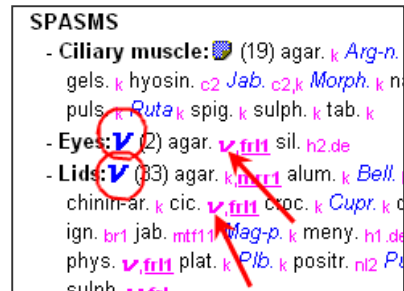 SPASMS
- Ciliary muscle: (19) agar. k Arg-n.
gels. k hyosin. c2 Jab. c2,k Morph. k
puls. k Ruta k spig. k sulph. k tab. k
- Eyes: v (2) agar. v,frl1 sil. h2.de
- Lids: v (33) agar. k,mrr1 alum. k Bell.
chinin-ar. k cic. v,frl1 croc. k Cupr. k
ign. br1 jab. mtf11 Mag-p. k meny. h1.de
phys. v,frl1 plat. k Plb. k positr. nl2
sulph.